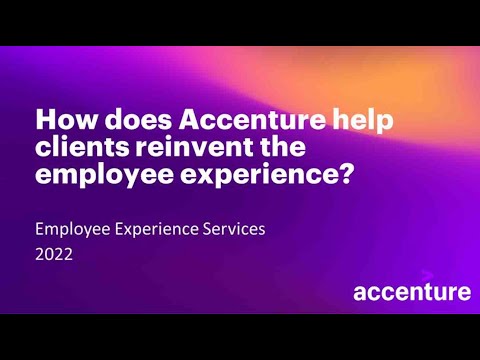 How does Accenture help
clients reinvent the
employee experience?
Employee Experience Services
2022
accenture